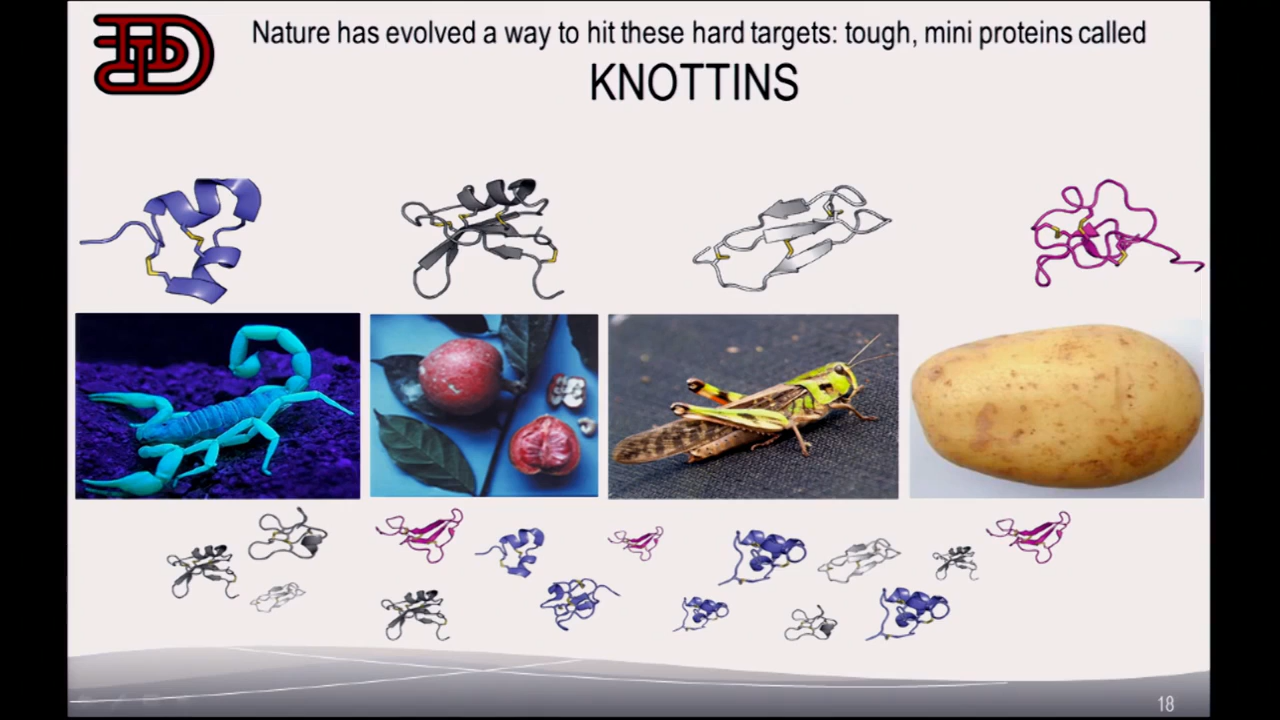 Nature has evolved a way to hit these hard targets: tough, mini proteins called
KNOTTINS
18